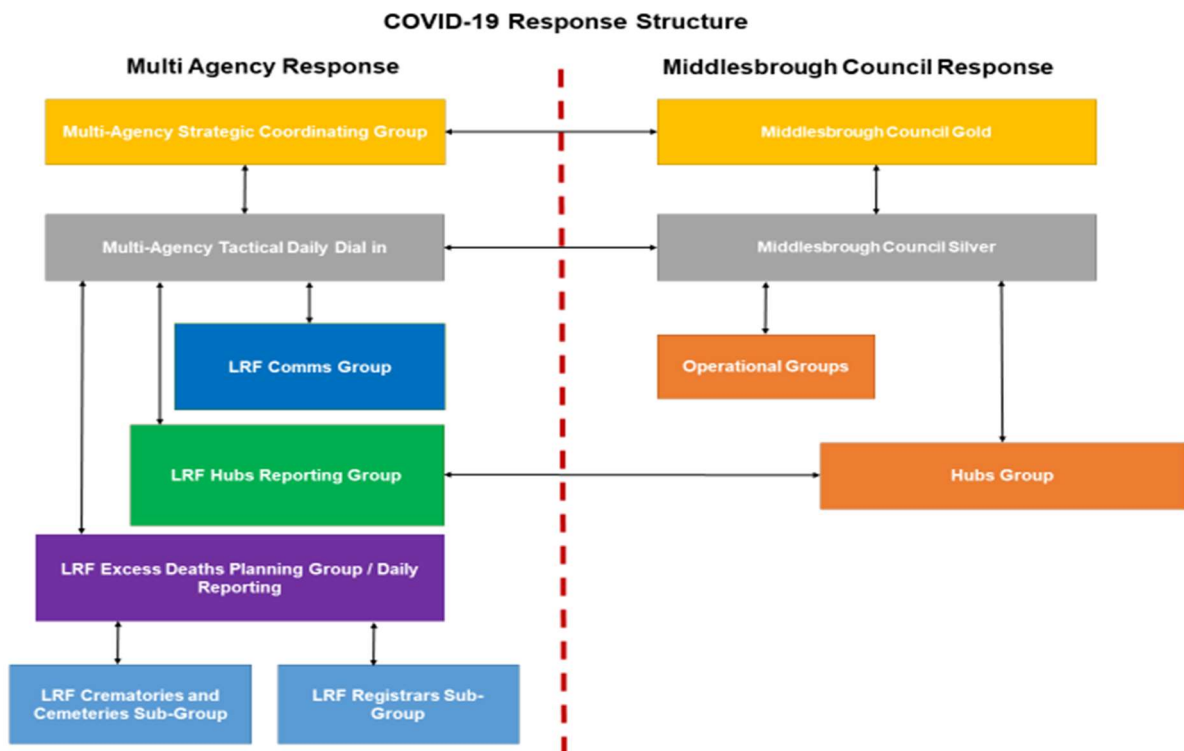 COVID-19 Response Structure
Multi Agency Response
Middlesbrough Council Response
Multi-Agency Strategic Coordinating Group
Middlesbrough Council Gold
Multi-Agency Tactical Daily Dial in
Middlesbrough Council Silver
LRF Comms Group
Operational Groups
LRF Hubs Reporting Group
Hubs Group
LRF Excess Deaths Planning Group / Daily
Reporting
LRF Crematories and
Cemeteries Sub-Group
LRF Registrars Sub-
Group